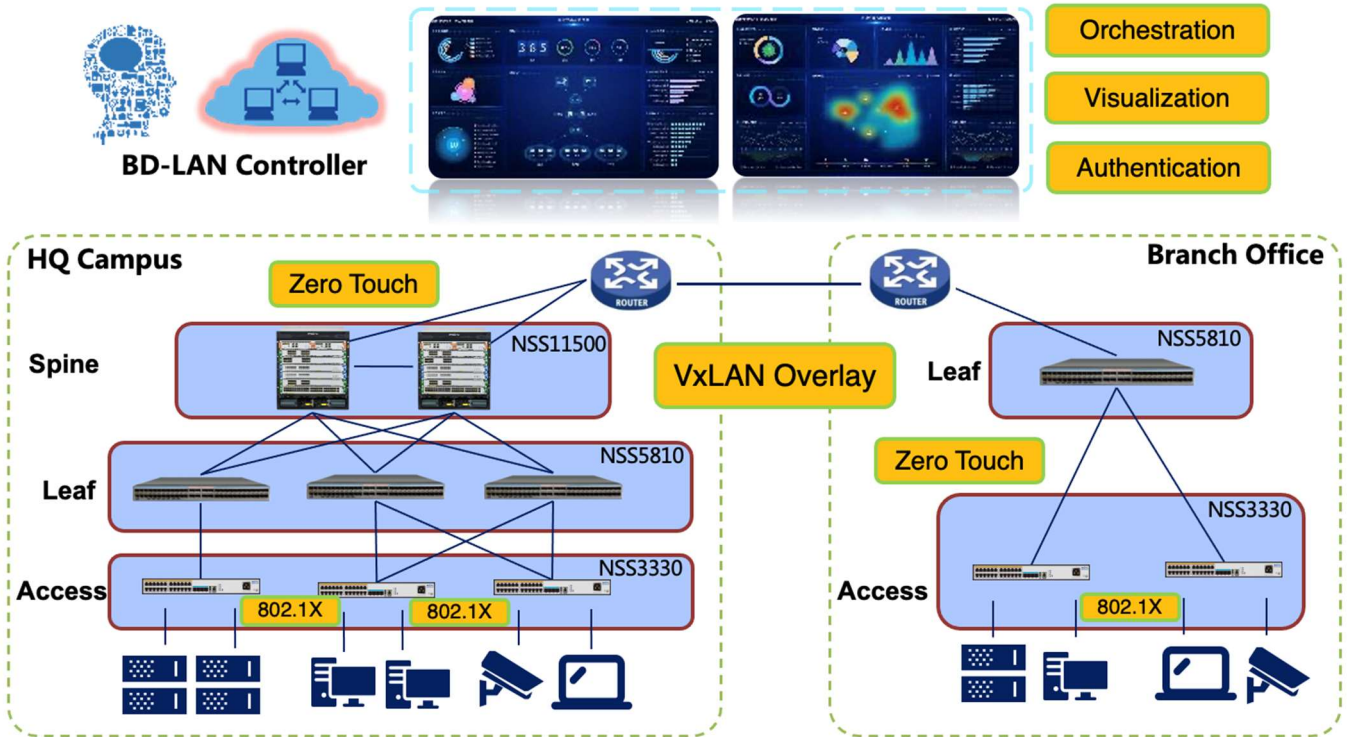 BD-LAN Controller
365
Orchestration
Visualization
Authentication
HQ Campus
Zero Touch
ROUTER
Spine
NSS11500
Leaf
NSS5810
Access
NSS3330
802.1X
802.1X
VxLAN Overlay
Branch Office
ROUTER
Leaf
NSS5810
Zero Touch
Access
NSS3330
802.1X